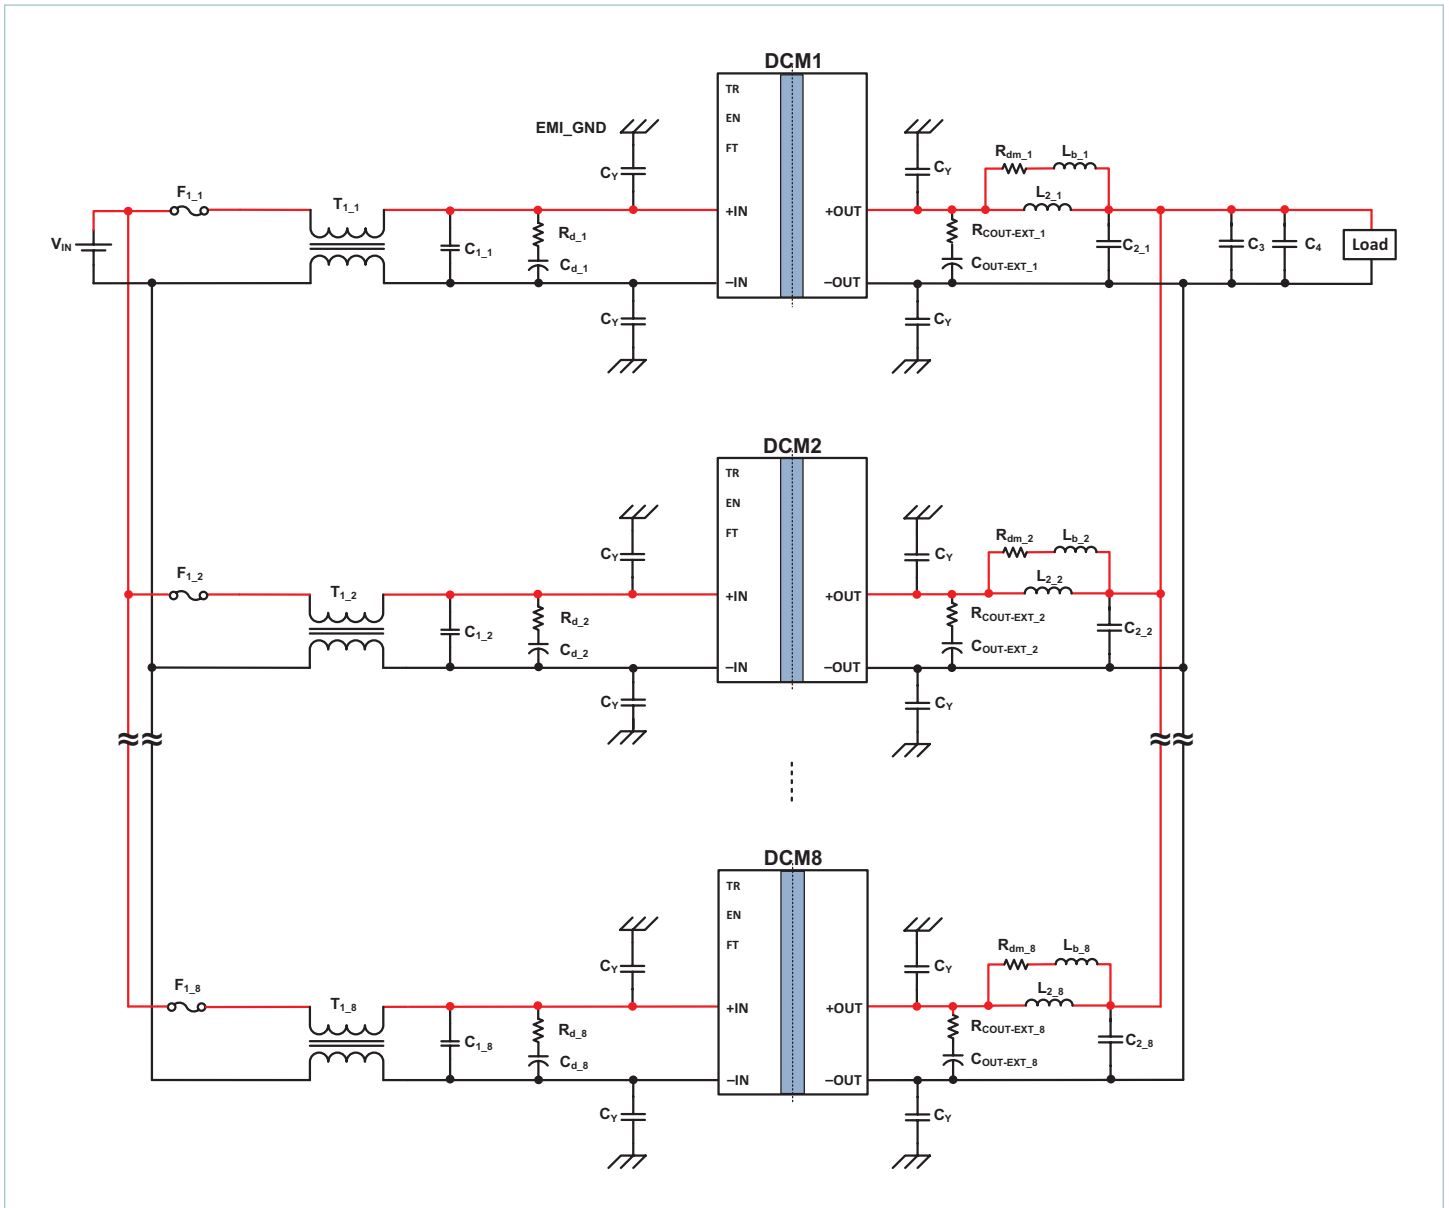 DCM1
TR
EN
FT
EMI_GND
CY
CY
Rdm_1
Lb_1
F1_1
T1_1
L2_1
VIN
C1_1
Rd_1
Cd_1
+IN
–IN
+OUT
–OUT
RCOUT-EXT_1
COUT-EXT_1
C2_1
C3
C4
Load
CY
CY
DCM2
TR
EN
FT
CY
CY
Rdm_2
Lb_2
F1_2
T1_2
L2_2
C1_2
Rd_2
Cd_2
+IN
–IN
+OUT
–OUT
RCOUT-EXT_2
COUT-EXT_2
C2_2
CY
CY
DCM8
TR
EN
FT
CY
CY
Rdm_8
Lb_8
F1_8
T1_8
L2_8
C1_8
Rd_8
Cd_8
+IN
–IN
+OUT
–OUT
RCOUT-EXT_8
COUT-EXT_8
C2_8
CY
CY